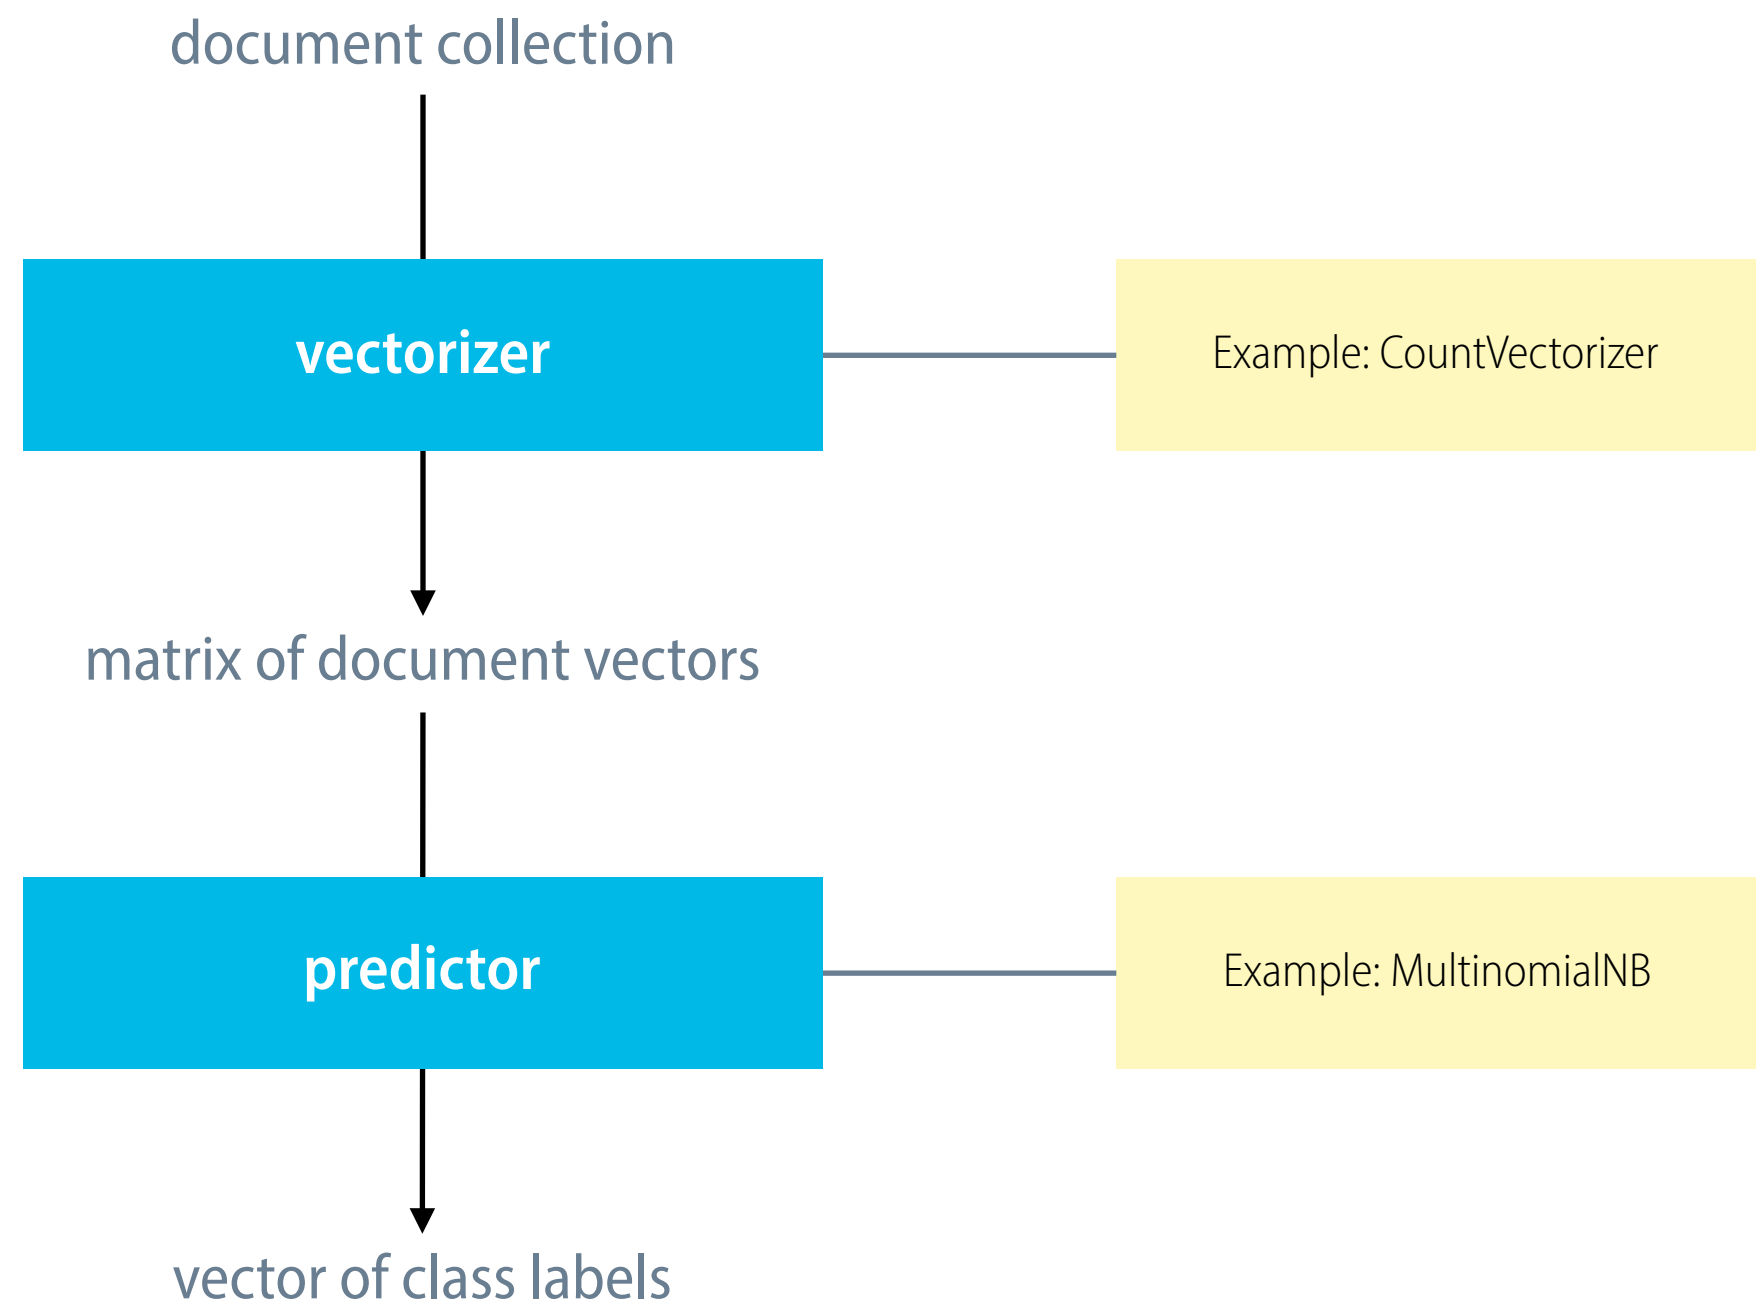 document collection
vectorizer
Example: CountVectorizer
matrix of document vectors
predictor
Example: MultinomialNB
vector of class labels